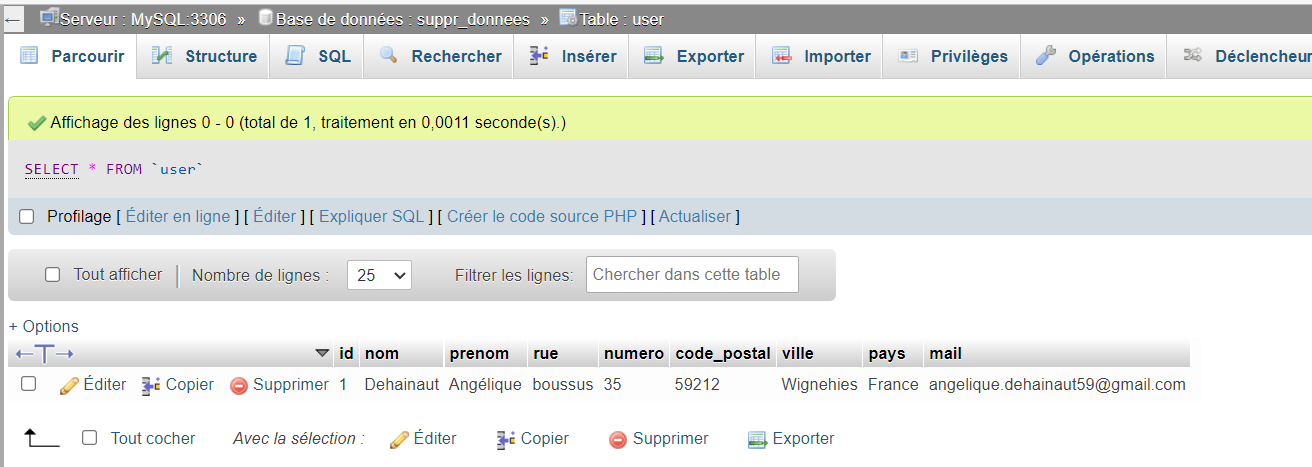 ← Serveur : MySQL:3306 » Base de données : suppr_donnees » Table : user
Parcourir Structure SQL Rechercher Insérer Exporter Importer Privilèges Opérations Déclencheur
Affichage des lignes 0 - 0 (total de 1, traitement en 0,0011 seconde(s).)
SELECT * FROM `user`
Profilage [ Éditer en ligne ] [ Éditer ] [ Expliquer SQL ] [ Créer le code source PHP ] [ Actualiser ]
Tout afficher Nombre de lignes : 25 Filtrer les lignes: Chercher dans cette table
+ Options
←T→ id nom prenom rue numero code_postal ville pays mail
Éditer Copier Supprimer 1 Dehainaut Angélique boussus 35 59212 Wignehies France angelique.dehainaut59@gmail.com
Tout cocher Avec la sélection : Éditer Copier Supprimer Exporter